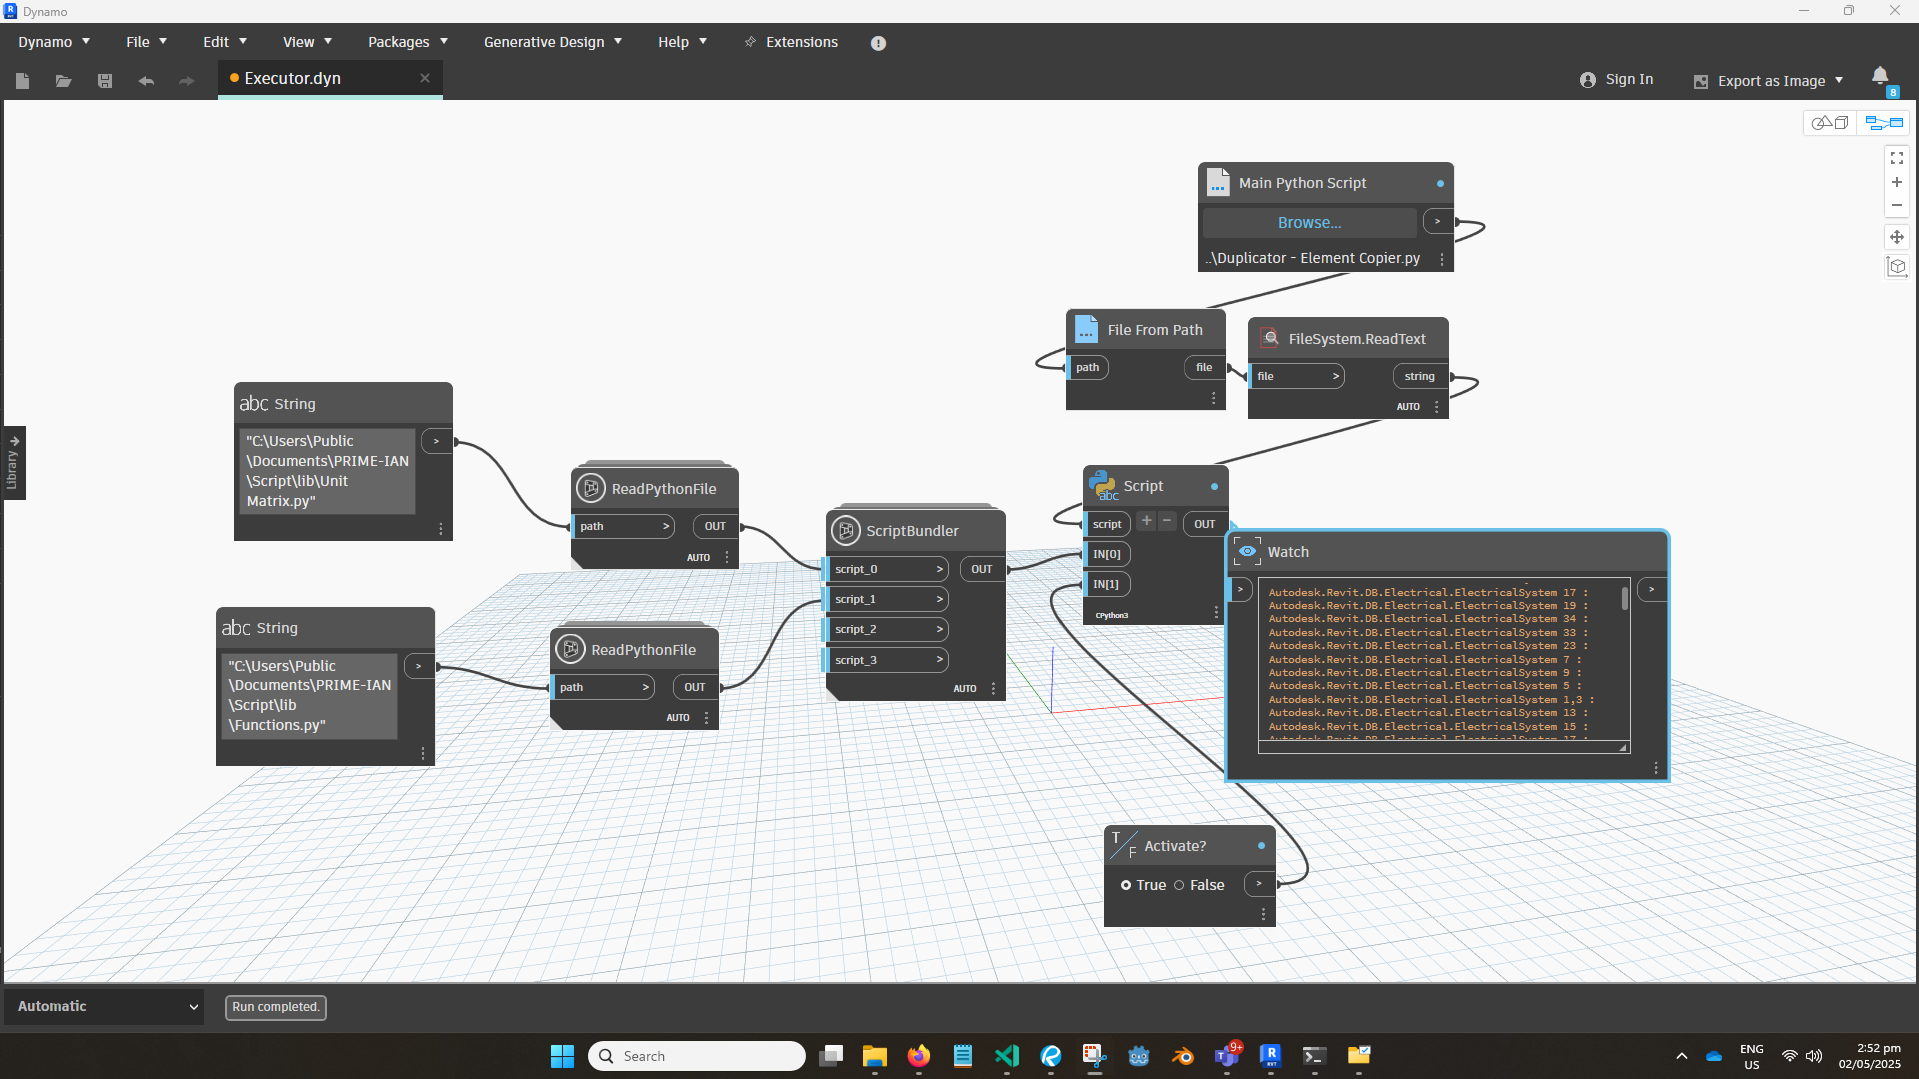 Dynamo
Dynamo File Edit View Packages Generative Design Help Extensions
Executor.dyn
Sign In
Export as Image
8
Main Python Script
Browse...
>
..\Duplicator - Element Copier.py
File From Path
path
file
FileSystem.ReadText
file >
string
AUTO
Library
abc String
"C:\Users\Public
\Documents\PRIME-IAN
\Script\lib\Unit
Matrix.py"
>
ReadPythonFile
path >
OUT
AUTO
ScriptBundler
script_0 >
OUT
script_1 >
script_2 >
script_3 >
AUTO
abc
Script
script + −
OUT
IN[0]
IN[1]
CPython3
Watch
>
Autodesk.Revit.DB.Electrical.ElectricalSystem 17 :
Autodesk.Revit.DB.Electrical.ElectricalSystem 19 :
Autodesk.Revit.DB.Electrical.ElectricalSystem 34 :
Autodesk.Revit.DB.Electrical.ElectricalSystem 33 :
Autodesk.Revit.DB.Electrical.ElectricalSystem 23 :
Autodesk.Revit.DB.Electrical.ElectricalSystem 7 :
Autodesk.Revit.DB.Electrical.ElectricalSystem 9 :
Autodesk.Revit.DB.Electrical.ElectricalSystem 5 :
Autodesk.Revit.DB.Electrical.ElectricalSystem 1,3 :
Autodesk.Revit.DB.Electrical.ElectricalSystem 13 :
Autodesk.Revit.DB.Electrical.ElectricalSystem 15 :
Autodesk.Revit.DB.Electrical.ElectricalSystem 17 :
>
abc String
"C:\Users\Public
\Documents\PRIME-IAN
\Script\lib
\Functions.py"
>
ReadPythonFile
path >
OUT
AUTO
T
F
Activate?
True False
>
Automatic
Run completed.
Search
9+
ENG
US
2:52 pm
02/05/2025